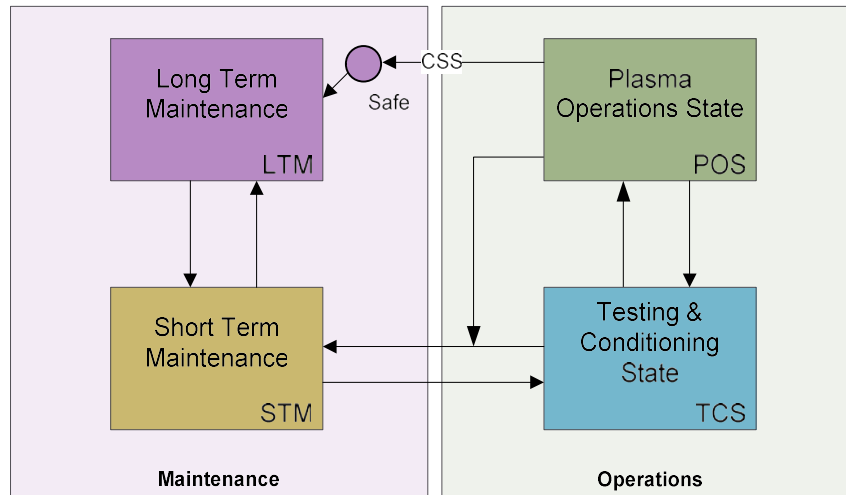 Long Term
Maintenance
LTM
Safe
CSS
Plasma
Operations State
POS
Short Term
Maintenance
STM
Testing &
Conditioning
State
TCS
Maintenance
Operations